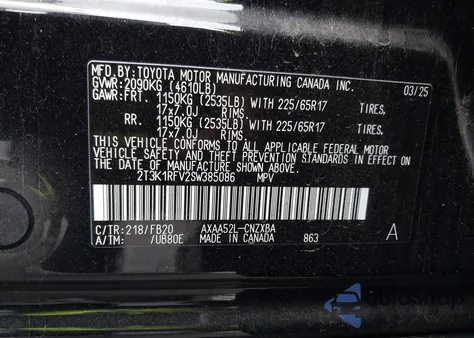 MFD.BY:TOYOTA MOTOR MANUFACTURING CANADA INC. 03/25
GVWR:2090KG (4610LB)
GAWR:FRT. 1150KG (2535LB) WITH 225/65R17 TIRES,
17x7.0J RIMS.
RR. 1150KG (2535LB) WITH 225/65R17 TIRES,
17x7.0J RIMS.
THIS VEHICLE CONFORMS TO ALL APPLICABLE FEDERAL MOTOR
VEHICLE SAFETY AND THEFT PREVENTION STANDARDS IN
EFFECT ON THE DATE OF MANUFACTURE SHOWN ABOVE.
2T3K1RFV2SW385086 MPV
C/TR:218/FB20 AXAA52L-CNZXBA
A/TM: /UB80E MADE IN CANADA 863 A
autoshop